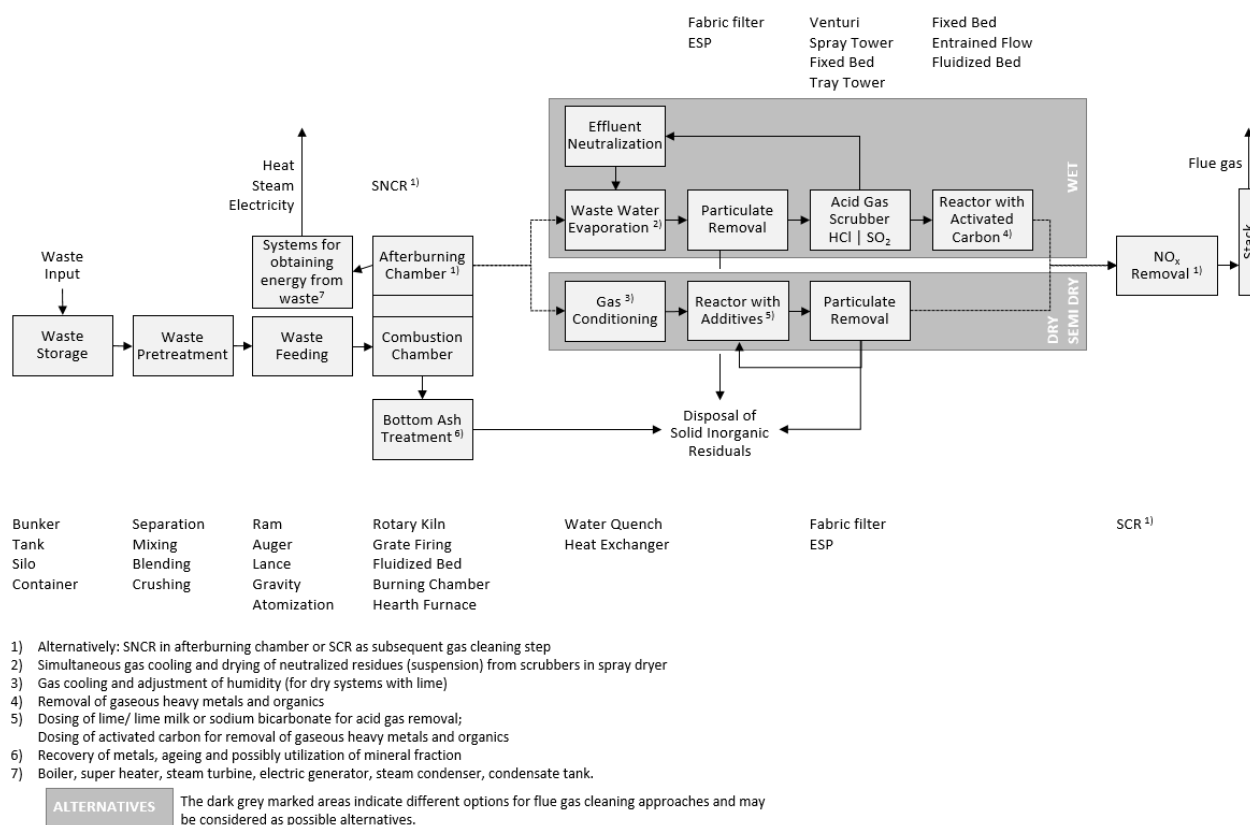 Fabric filter
ESP
Venturi
Spray Tower
Fixed Bed
Tray Tower
Fixed Bed
Entrained Flow
Fluidized Bed
Effluent
Neutralization
WET
Heat
Steam
Electricity
SNCR 1)
Flue gas
Waste Water
Evaporation 2)
Particulate
Removal
Acid Gas
Scrubber
HCl | SO2
Reactor with
Activated
Carbon 4)
Waste
Input
Systems for
obtaining
energy from
waste7
Afterburning
Chamber 1)
NOx
Removal 1)
Stack
Gas 3)
Conditioning
Reactor with
Additives 5)
Particulate
Removal
DRY
SEMI DRY
Waste
Storage
Waste
Pretreatment
Waste
Feeding
Combustion
Chamber
Bottom Ash
Treatment 6)
Disposal of
Solid Inorganic
Residuals
Bunker
Tank
Silo
Container
Separation
Mixing
Blending
Crushing
Ram
Auger
Lance
Gravity
Atomization
Rotary Kiln
Grate Firing
Fluidized Bed
Burning Chamber
Hearth Furnace
Water Quench
Heat Exchanger
Fabric filter
ESP
SCR 1)
1) Alternatively: SNCR in afterburning chamber or SCR as subsequent gas cleaning step
2) Simultaneous gas cooling and drying of neutralized residues (suspension) from scrubbers in spray dryer
3) Gas cooling and adjustment of humidity (for dry systems with lime)
4) Removal of gaseous heavy metals and organics
5) Dosing of lime/ lime milk or sodium bicarbonate for acid gas removal;
Dosing of activated carbon for removal of gaseous heavy metals and organics
6) Recovery of metals, ageing and possibly utilization of mineral fraction
7) Boiler, super heater, steam turbine, electric generator, steam condenser, condensate tank.
ALTERNATIVES
The dark grey marked areas indicate different options for flue gas cleaning approaches and may
be considered as possible alternatives.